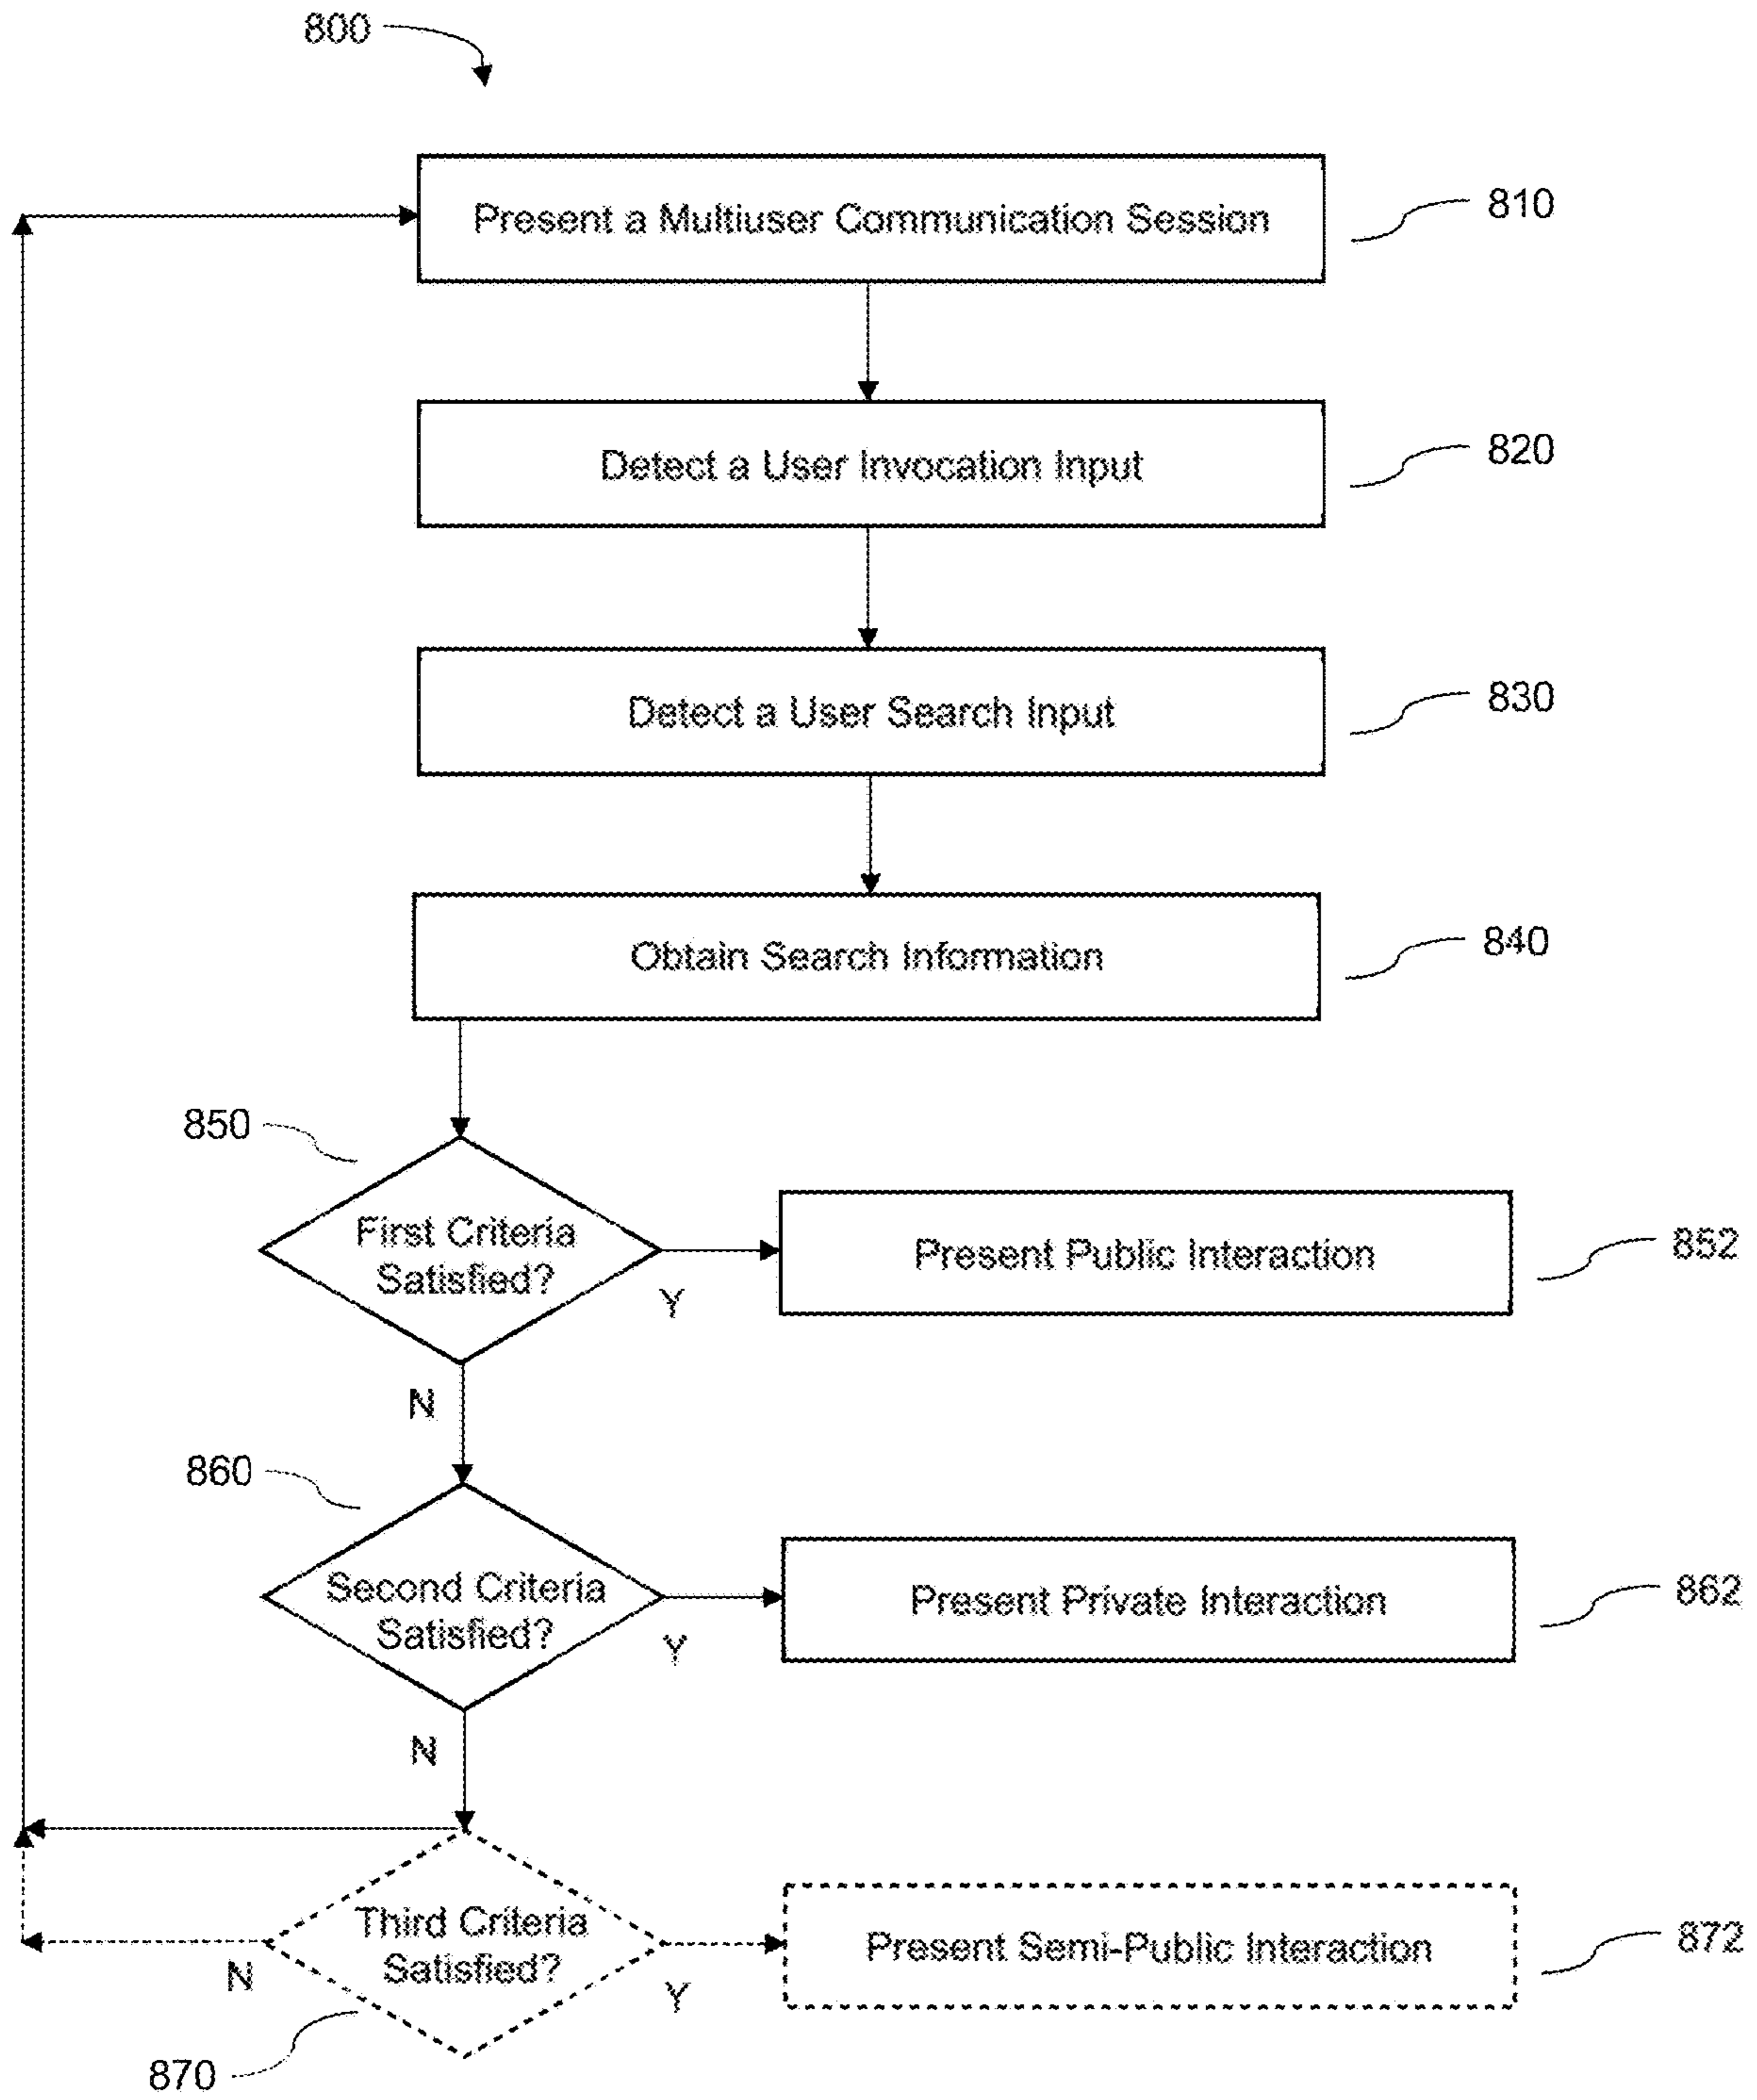 800
Present a Multiuser Communication Session
810
Detect a User Invocation Input
820
Detect a User Search Input
830
Obtain Search Information
840
850
First Criteria
Satisfied?
Y
N
Present Public Interaction
852
860
Second Criteria
Satisfied?
Y
N
Present Private Interaction
862
Third Criteria
Satisfied?
N
Y
870
Present Semi-Public Interaction
872